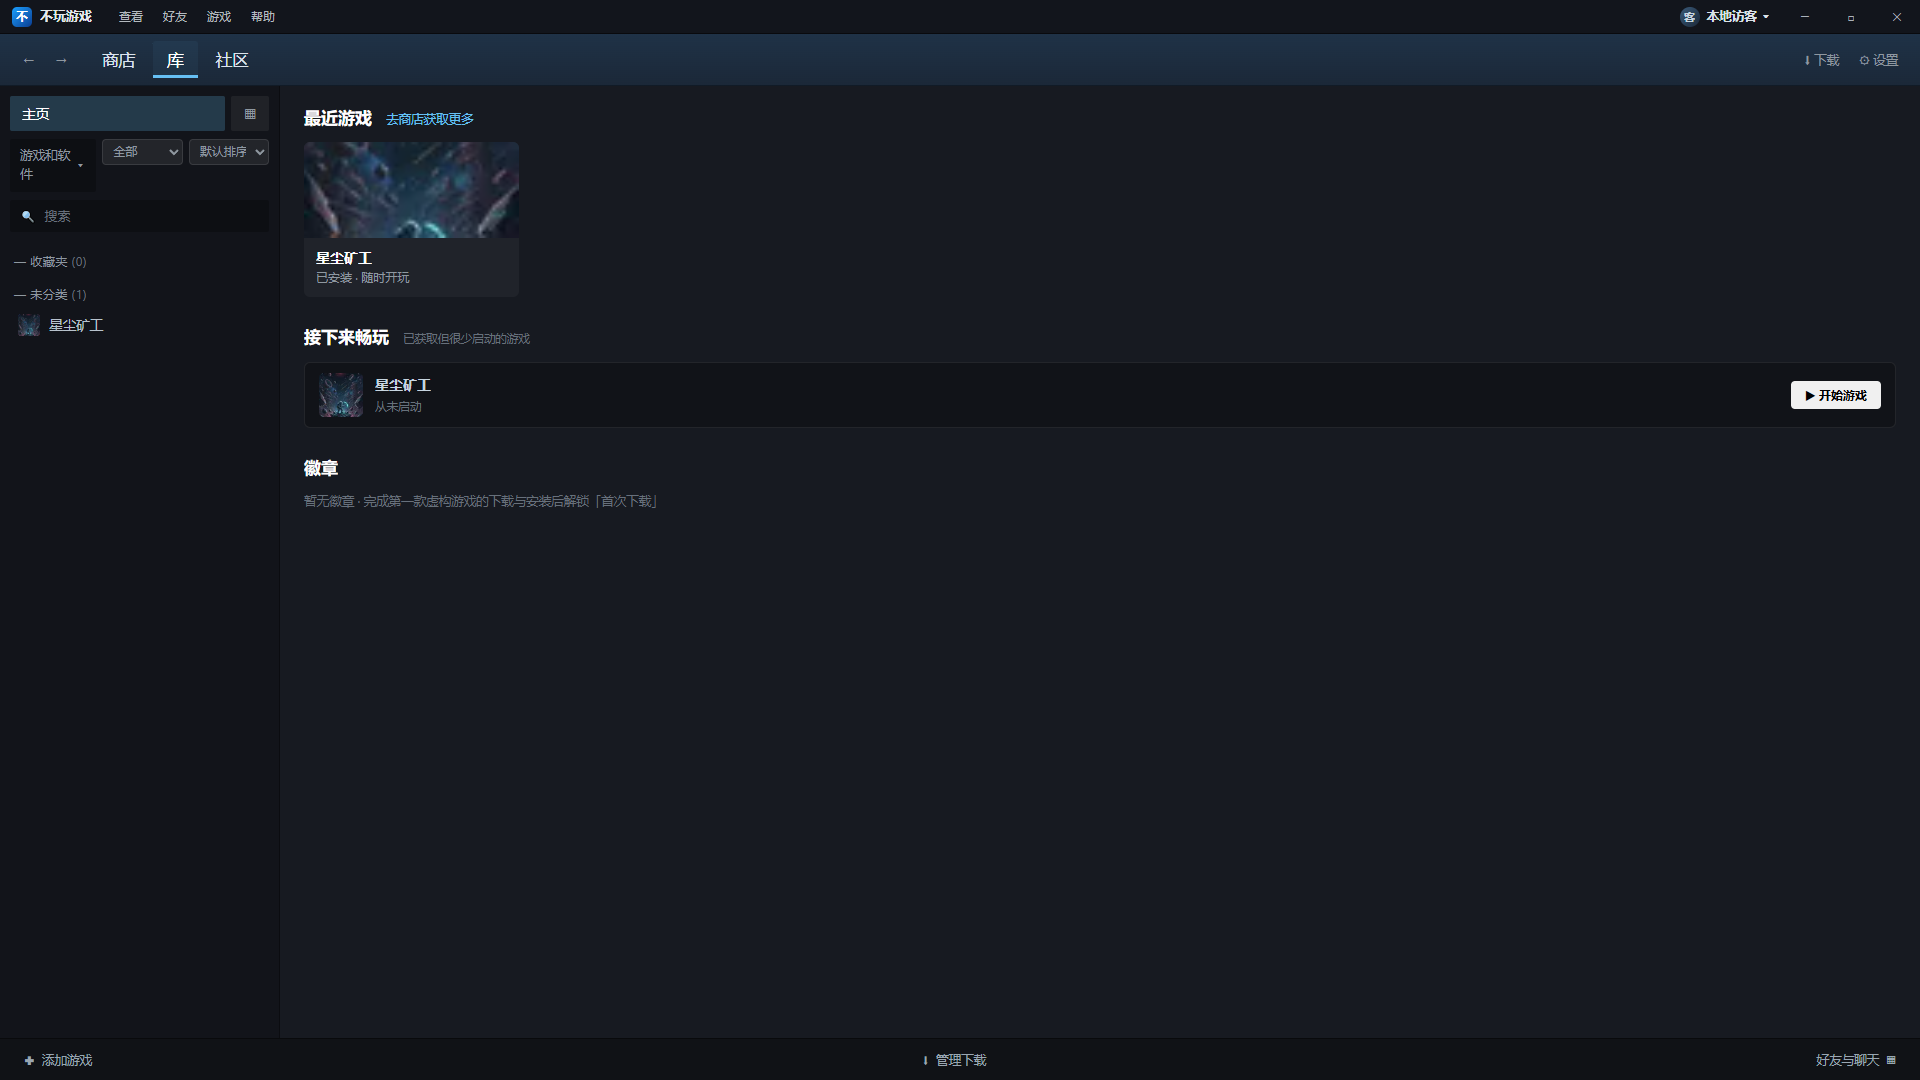 不 不玩游戏 查看 好友 游戏 帮助 客 本地访客
← → 商店 库 社区 下载 设置
主页
游戏和软件 全部 默认排序
搜索
— 收藏夹 (0)
— 未分类 (1)
星尘矿工
最近游戏 去商店获取更多
星尘矿工
已安装 · 随时开玩
接下来畅玩 已获取但很少启动的游戏
星尘矿工
从未启动
▶ 开始游戏
徽章
暂无徽章 · 完成第一款虚构游戏的下载与安装后解锁「首次下载」
添加游戏 管理下载 好友与聊天